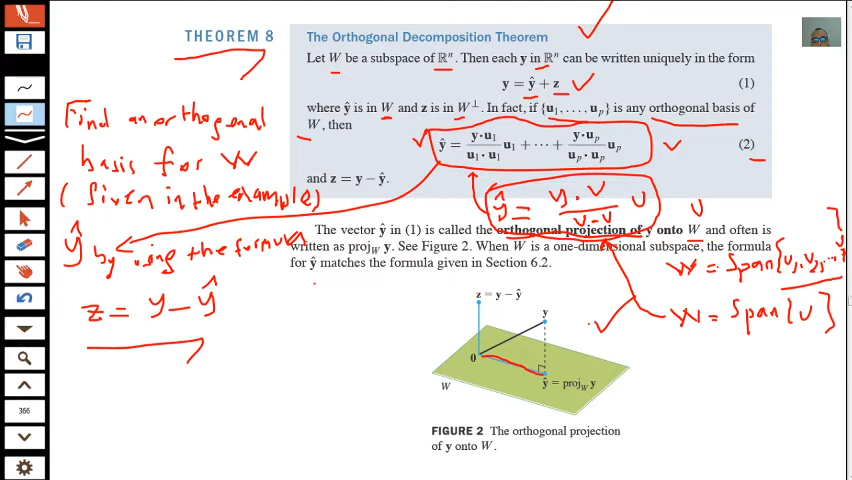 THEOREM 8
The Orthogonal Decomposition Theorem
Let W be a subspace of ℝⁿ. Then each y in ℝⁿ can be written uniquely in the form
y = ŷ + z (1)
where ŷ is in W and z is in W⊥. In fact, if {u₁, . . . , uₚ} is any orthogonal basis of
W, then
ŷ = (y · u₁)/(u₁ · u₁) u₁ + ··· + (y · uₚ)/(uₚ · uₚ) uₚ (2)
and z = y − ŷ.
Find an orthogonal
basis for W
(Given in the example)
ŷ by using the formula
z = y − ŷ
ŷ = (y · v)/(v - v) v
The vector ŷ in (1) is called the orthogonal projection of y onto W and often is
written as proj_W y. See Figure 2. When W is a one-dimensional subspace, the formula
for ŷ matches the formula given in Section 6.2.
W = Span{
W = Span{v}
z = y − ŷ
y
0
ŷ = proj_W y
W
FIGURE 2 The orthogonal projection
of y onto W.
366